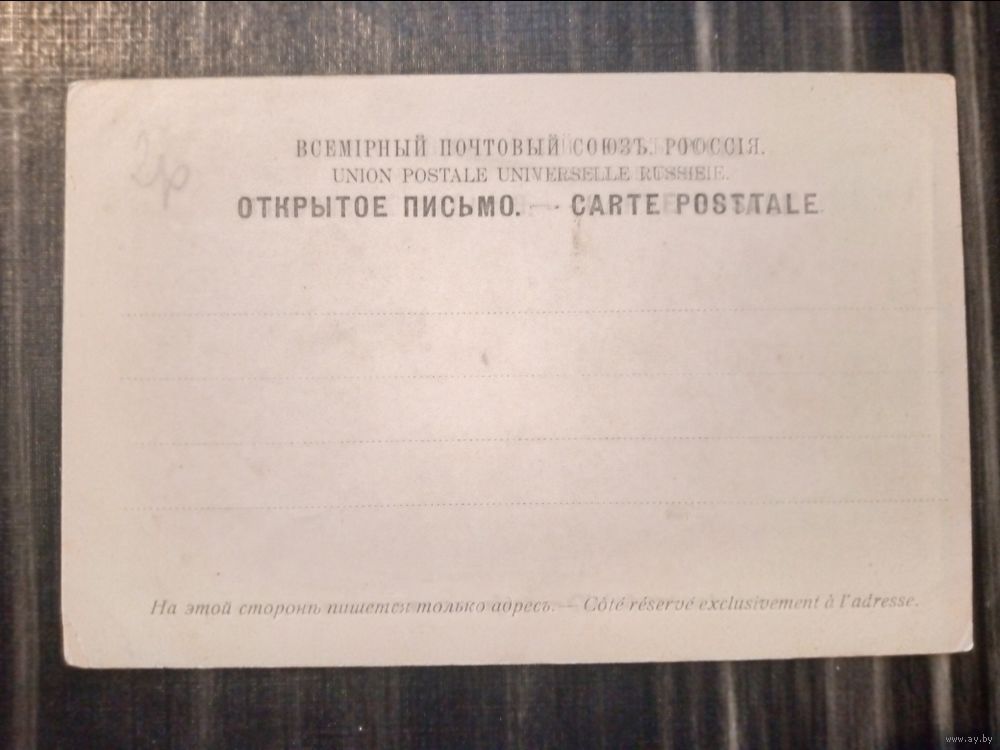 2р
ВСЕМІРНЫЙ ПОЧТОВЫЙ СОЮЗЪ. РОССІЯ.
UNION POSTALE UNIVERSELLE RUSSIE.
ОТКРЫТОЕ ПИСЬМО. — CARTE POSTALE.
На этой сторонѣ пишется только адресъ. — Côté réservé exclusivement à l'adresse.
www.ay.by